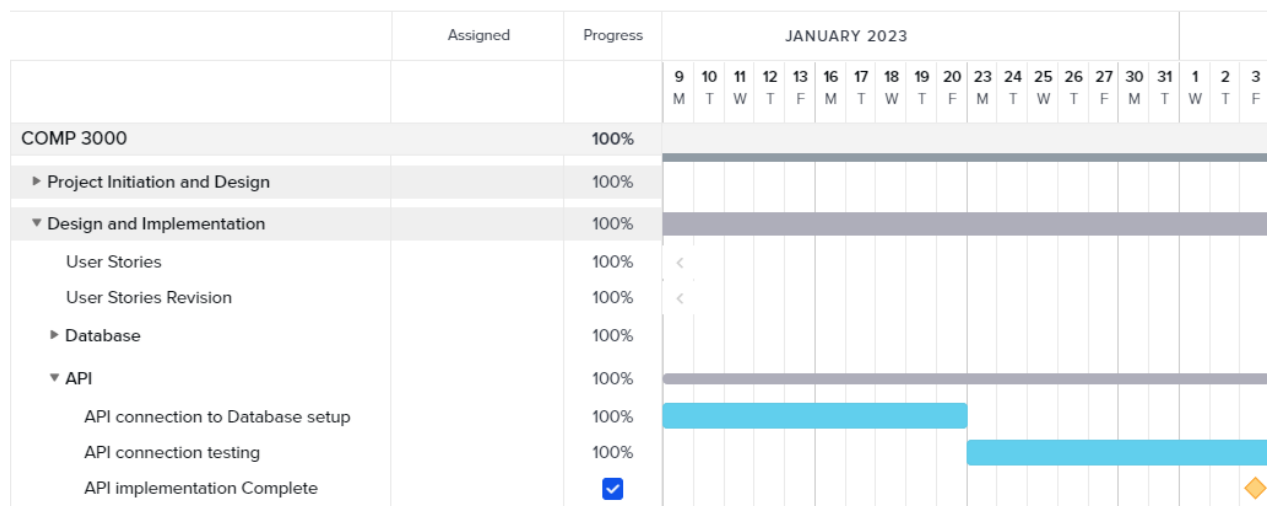 Assigned Progress JANUARY 2023
9 10 11 12 13 16 17 18 19 20 23 24 25 26 27 30 31 1 2 3
M T W T F M T W T F M T W T F M T W T F
COMP 3000 100%
Project Initiation and Design 100%
Design and Implementation 100%
User Stories 100%
User Stories Revision 100%
Database 100%
API 100%
API connection to Database setup 100%
API connection testing 100%
API implementation Complete